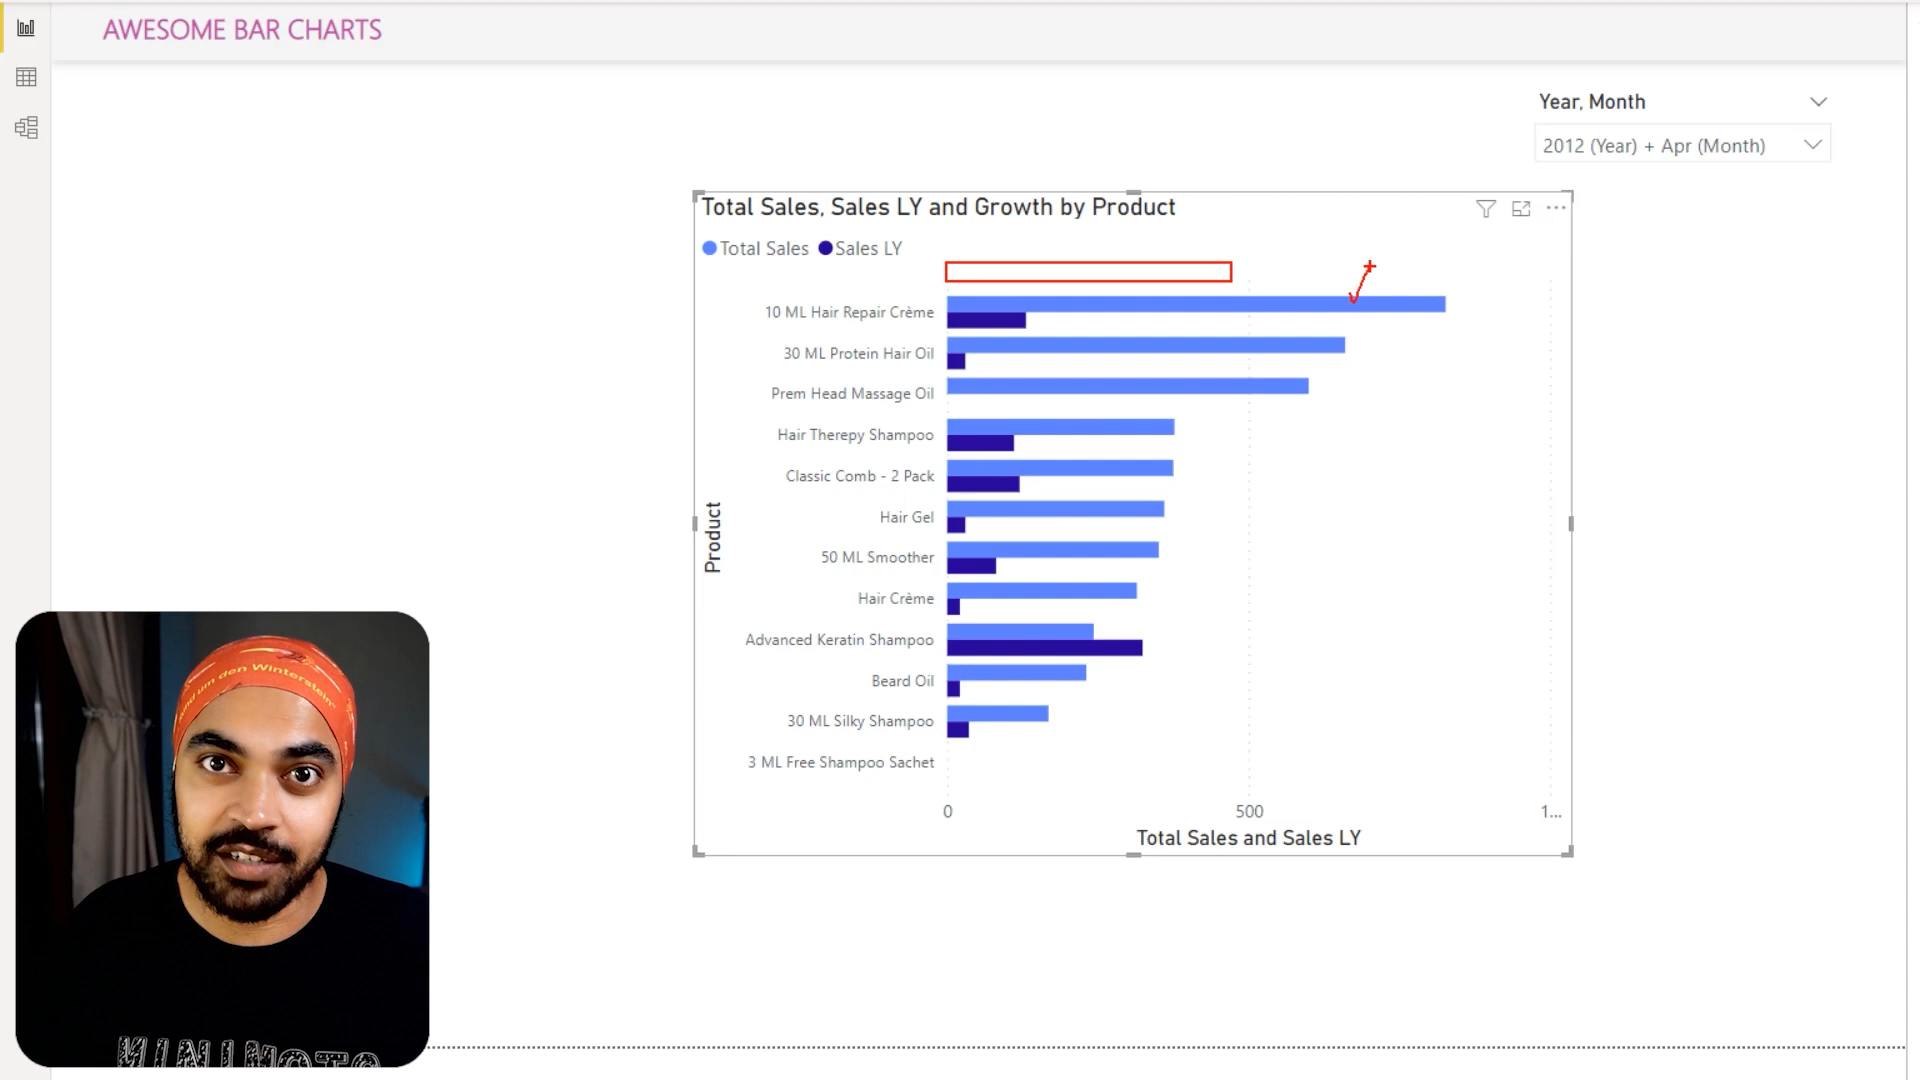 AWESOME BAR CHARTS
Year, Month
2012 (Year) + Apr (Month)
Total Sales, Sales LY and Growth by Product
Total Sales
Sales LY
Product
10 ML Hair Repair Crème
30 ML Protein Hair Oil
Prem Head Massage Oil
Hair Therepy Shampoo
Classic Comb - 2 Pack
Hair Gel
50 ML Smoother
Hair Crème
Advanced Keratin Shampoo
Beard Oil
30 ML Silky Shampoo
3 ML Free Shampoo Sachet
0
500
1...
Total Sales and Sales LY
um den Winterstein"